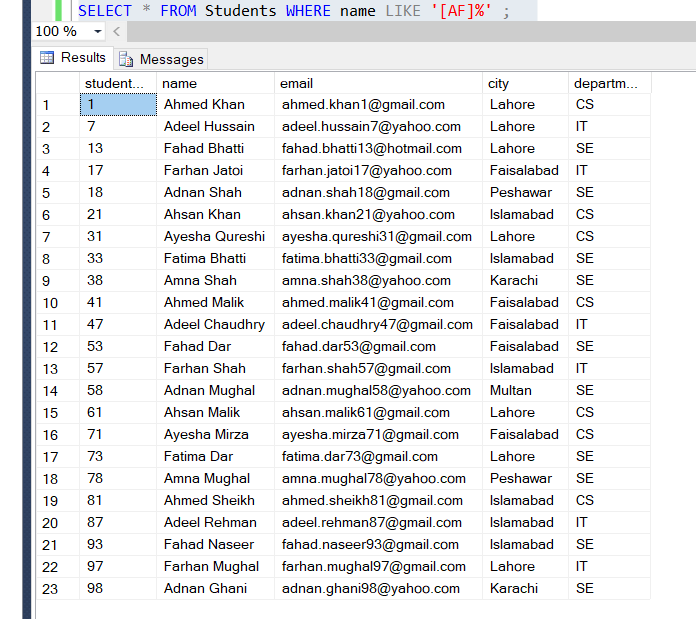 SELECT * FROM Students WHERE name LIKE '[AF]%' ;
100 %
Results Messages
student... name email city departm...
1 1 Ahmed Khan ahmed.khan1@gmail.com Lahore CS
2 7 Adeel Hussain adeel.hussain7@yahoo.com Lahore IT
3 13 Fahad Bhatti fahad.bhatti13@hotmail.com Lahore SE
4 17 Farhan Jatoi farhan.jatoi17@yahoo.com Faisalabad IT
5 18 Adnan Shah adnan.shah18@gmail.com Peshawar SE
6 21 Ahsan Khan ahsan.khan21@yahoo.com Islamabad CS
7 31 Ayesha Qureshi ayesha.qureshi31@gmail.com Lahore CS
8 33 Fatima Bhatti fatima.bhatti33@gmail.com Islamabad SE
9 38 Amna Shah amna.shah38@yahoo.com Karachi SE
10 41 Ahmed Malik ahmed.malik41@gmail.com Faisalabad CS
11 47 Adeel Chaudhry adeel.chaudhry47@gmail.com Faisalabad IT
12 53 Fahad Dar fahad.dar53@gmail.com Faisalabad SE
13 57 Farhan Shah farhan.shah57@gmail.com Islamabad IT
14 58 Adnan Mughal adnan.mughal58@yahoo.com Multan SE
15 61 Ahsan Malik ahsan.malik61@gmail.com Lahore CS
16 71 Ayesha Mirza ayesha.mirza71@gmail.com Faisalabad CS
17 73 Fatima Dar fatima.dar73@gmail.com Lahore SE
18 78 Amna Mughal amna.mughal78@yahoo.com Peshawar SE
19 81 Ahmed Sheikh ahmed.sheikh81@gmail.com Islamabad CS
20 87 Adeel Rehman adeel.rehman87@gmail.com Islamabad IT
21 93 Fahad Naseer fahad.naseer93@gmail.com Islamabad SE
22 97 Farhan Mughal farhan.mughal97@gmail.com Lahore IT
23 98 Adnan Ghani adnan.ghani98@yahoo.com Karachi SE